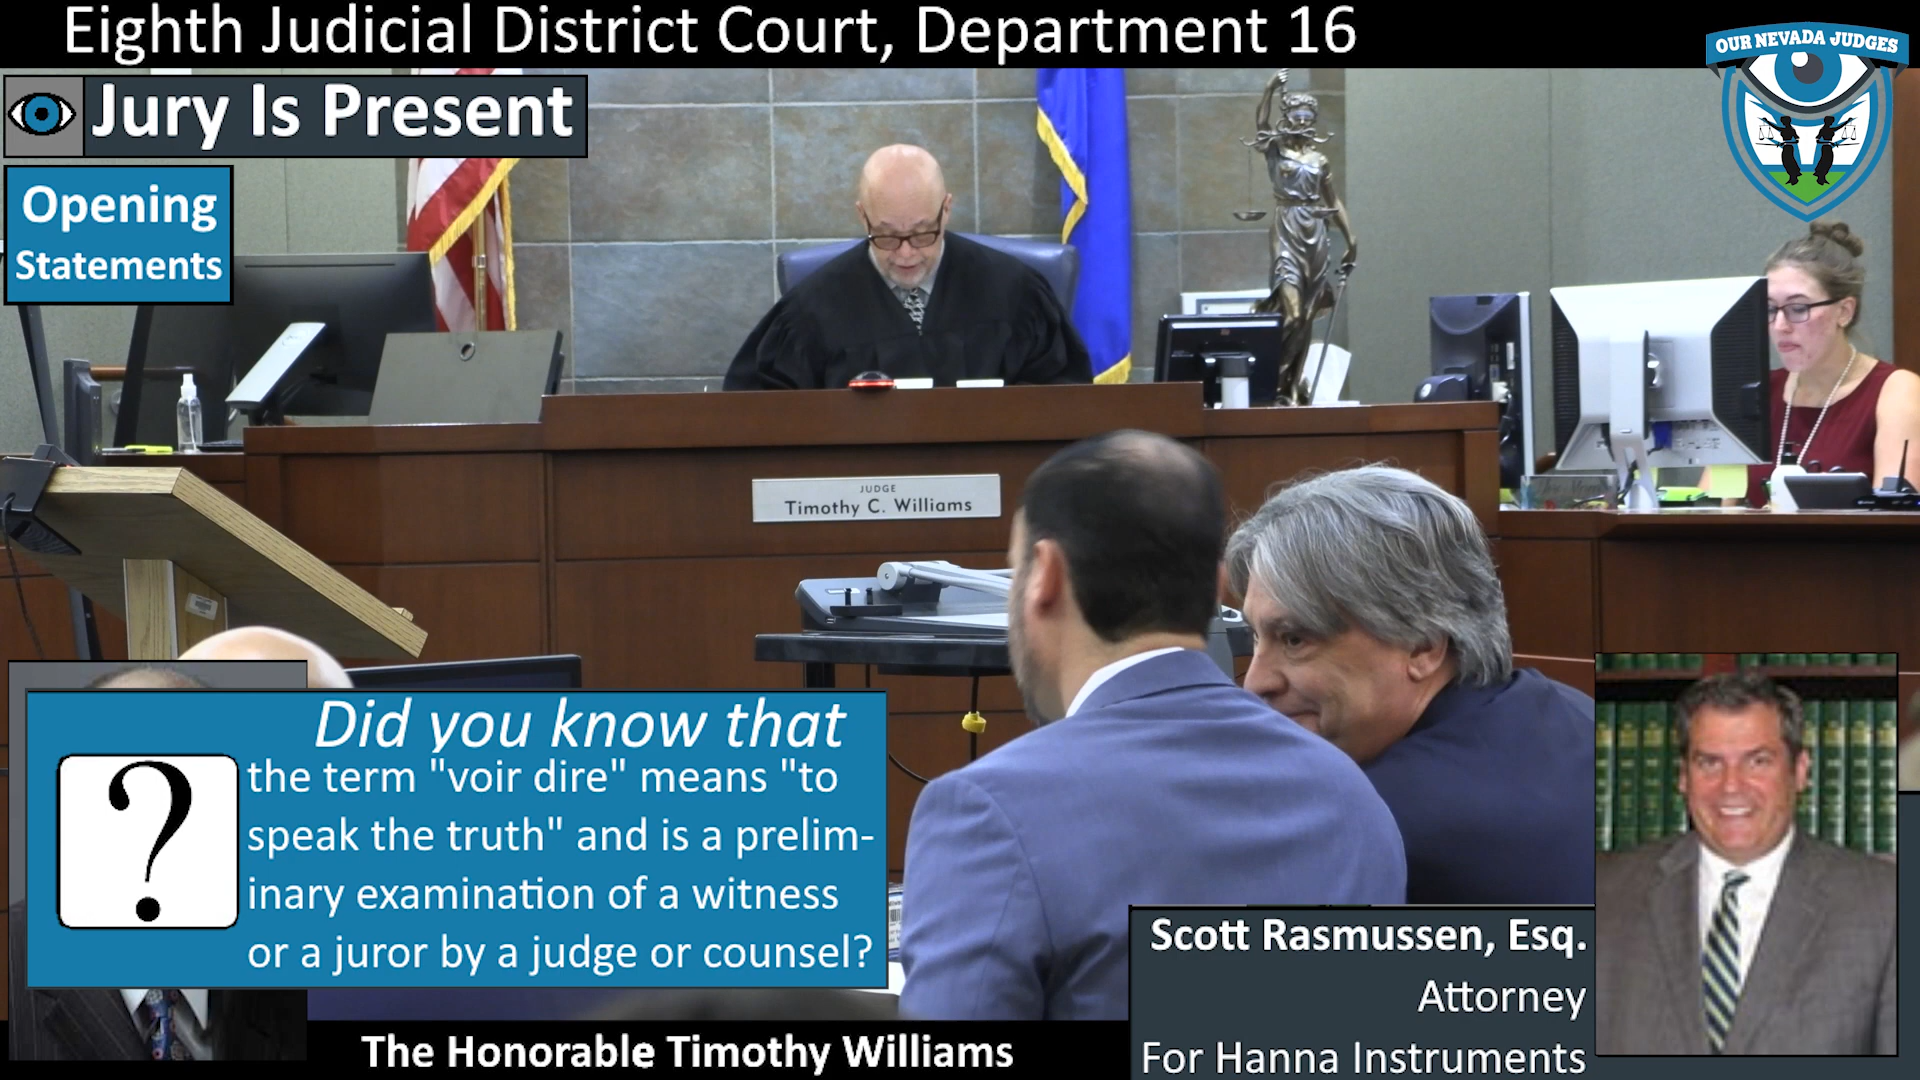 Eighth Judicial District Court, Department 16
OUR NEVADA JUDGES
Jury Is Present
Opening
Statements
JUDGE
Timothy C. Williams
Did you know that
?
the term "voir dire" means "to
speak the truth" and is a prelim-
inary examination of a witness
or a juror by a judge or counsel?
Scott Rasmussen, Esq.
Attorney
For Hanna Instruments
The Honorable Timothy Williams